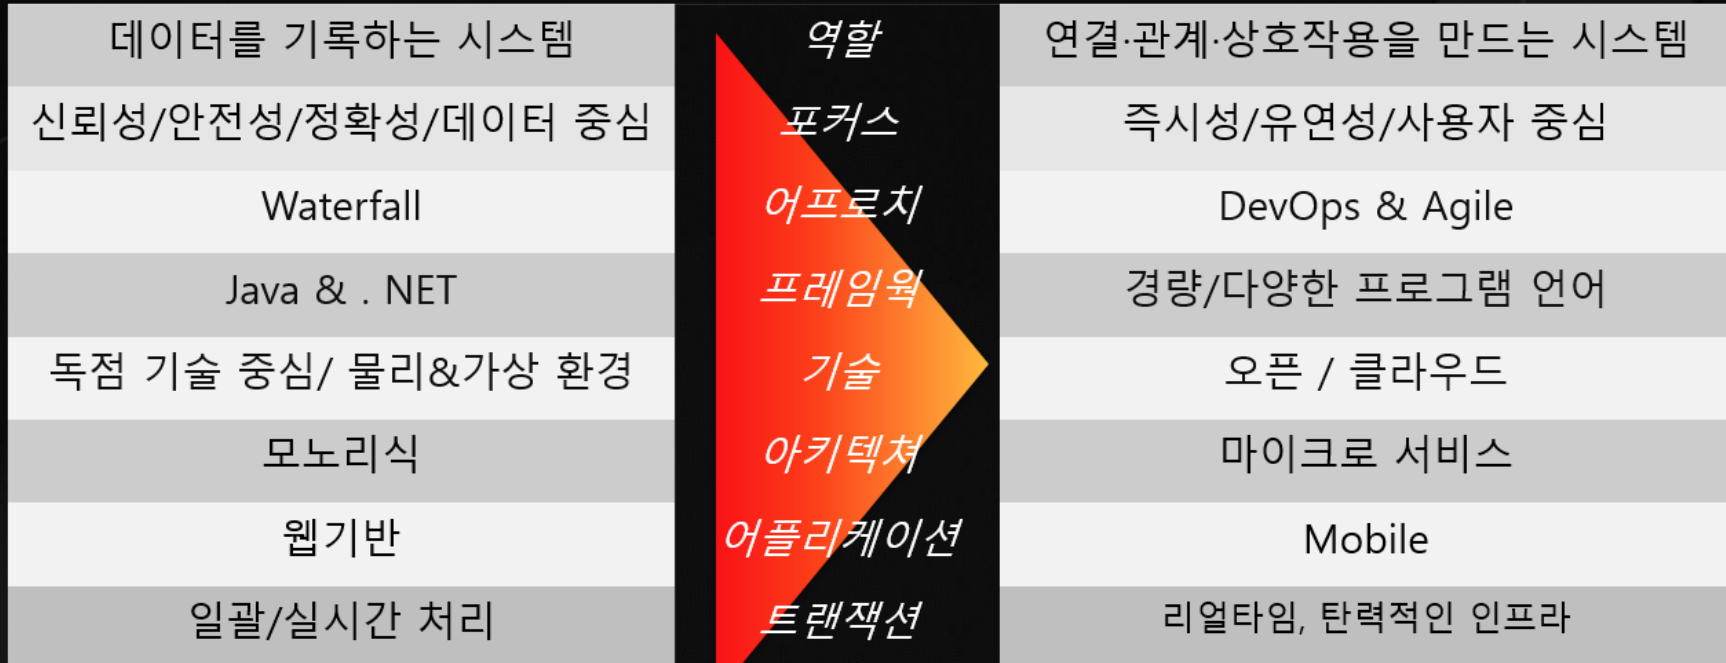 데이터를 기록하는 시스템 역할 연결·관계·상호작용을 만드는 시스템
신뢰성/안전성/정확성/데이터 중심 포커스 즉시성/유연성/사용자 중심
Waterfall 어프로치 DevOps & Agile
Java & . NET 프레임웍 경량/다양한 프로그램 언어
독점 기술 중심/ 물리&가상 환경 기술 오픈 / 클라우드
모노리식 아키텍쳐 마이크로 서비스
웹기반 어플리케이션 Mobile
일괄/실시간 처리 트랜잭션 리얼타임, 탄력적인 인프라